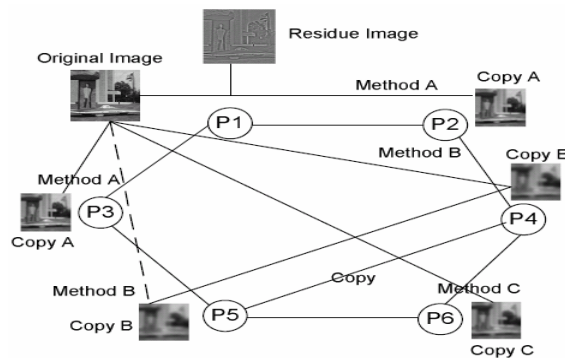 Residue Image
Original Image
Method A
Copy A
P1
P2
Method B
Copy B
Method A
P3
P4
Copy A
Copy
Method B
Method C
Copy B
P5
P6
Copy C